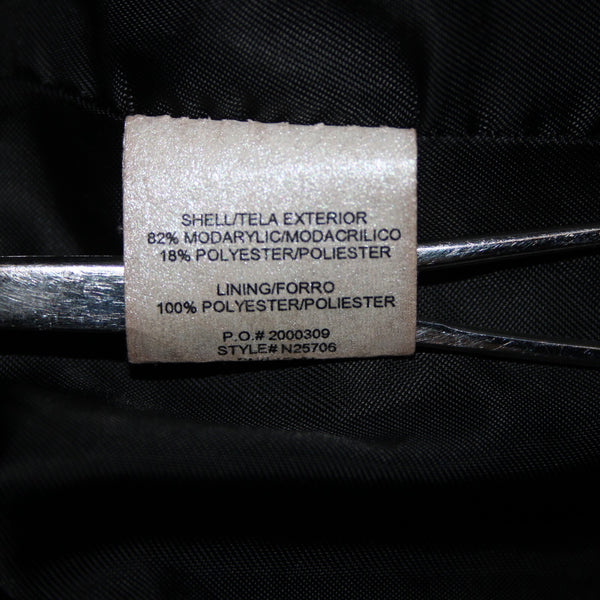 SHELL/TELA EXTERIOR
82% MODARYLIC/MODACRILICO
18% POLYESTER/POLIESTER
LINING/FORRO
100% POLYESTER/POLIESTER
P.O.# 2000309
STYLE# N25706